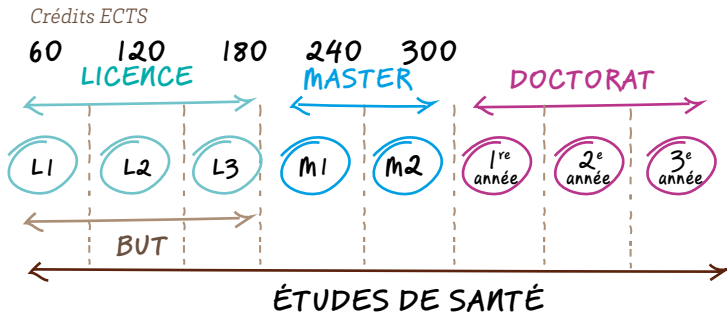 Crédits ECTS
60 120 180 240 300
LICENCE MASTER DOCTORAT
L1 L2 L3 M1 M2 1re année 2e année 3e année
BUT
ÉTUDES DE SANTÉ